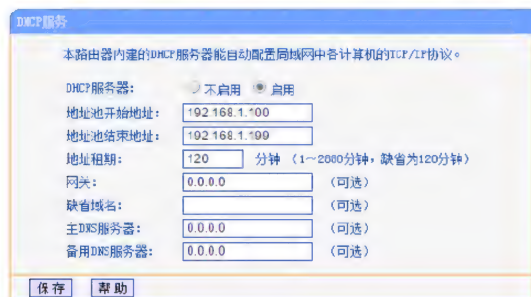 DHCP服务
本路由器内建的DHCP服务器能自动配置局域网中各计算机的TCP/IP协议。
DHCP服务器: 不启用 启用
地址池开始地址: 192.168.1.100
地址池结束地址: 192.168.1.199
地址租期: 120 分钟 (1~2880分钟,缺省为120分钟)
网关: 0.0.0.0 (可选)
缺省域名: (可选)
主DNS服务器: 0.0.0.0 (可选)
备用DNS服务器: 0.0.0.0 (可选)
保存 帮助